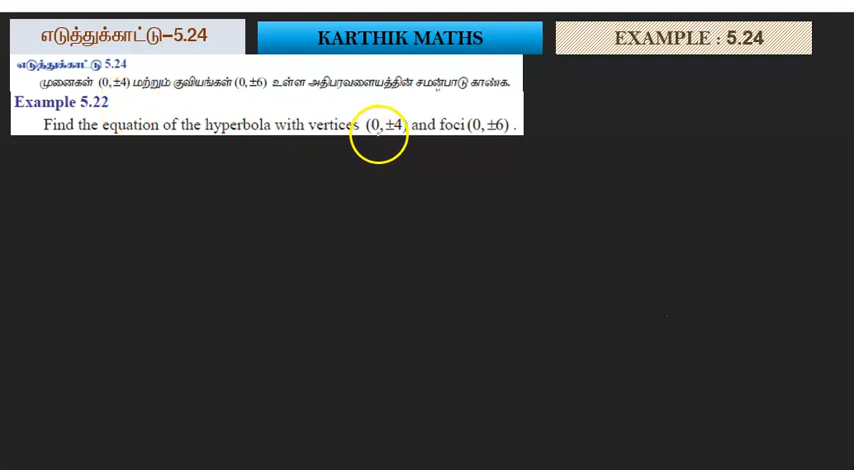 எடுத்துக்காட்டு–5.24
KARTHIK MATHS
EXAMPLE : 5.24
எடுத்துக்காட்டு 5.24
முனைகள் (0,±4) மற்றும் குவியங்கள் (0,±6) உள்ள அதிபரவளையத்தின் சமன்பாடு காண்க.
Example 5.22
Find the equation of the hyperbola with vertices (0,±4) and foci (0,±6) .